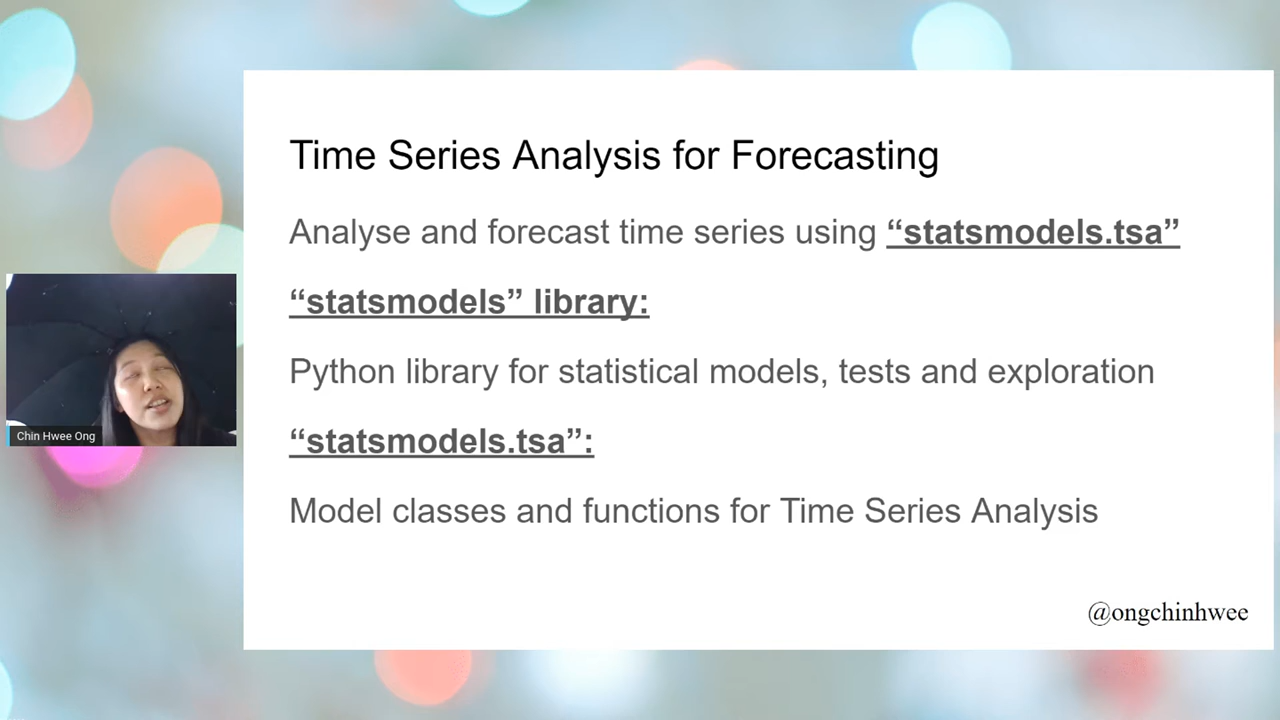 Time Series Analysis for Forecasting
Analyse and forecast time series using “statsmodels.tsa”
“statsmodels” library:
Python library for statistical models, tests and exploration
“statsmodels.tsa”:
Model classes and functions for Time Series Analysis
@ongchinhwee
Chin Hwee Ong